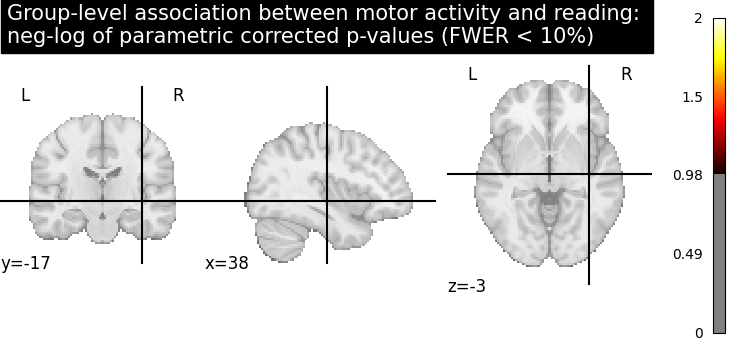 Group-level association between motor activity and reading:
neg-log of parametric corrected p-values (FWER < 10%)
L R
y=-17
x=38
L R
z=-3
2
1.5
0.98
0.49
0